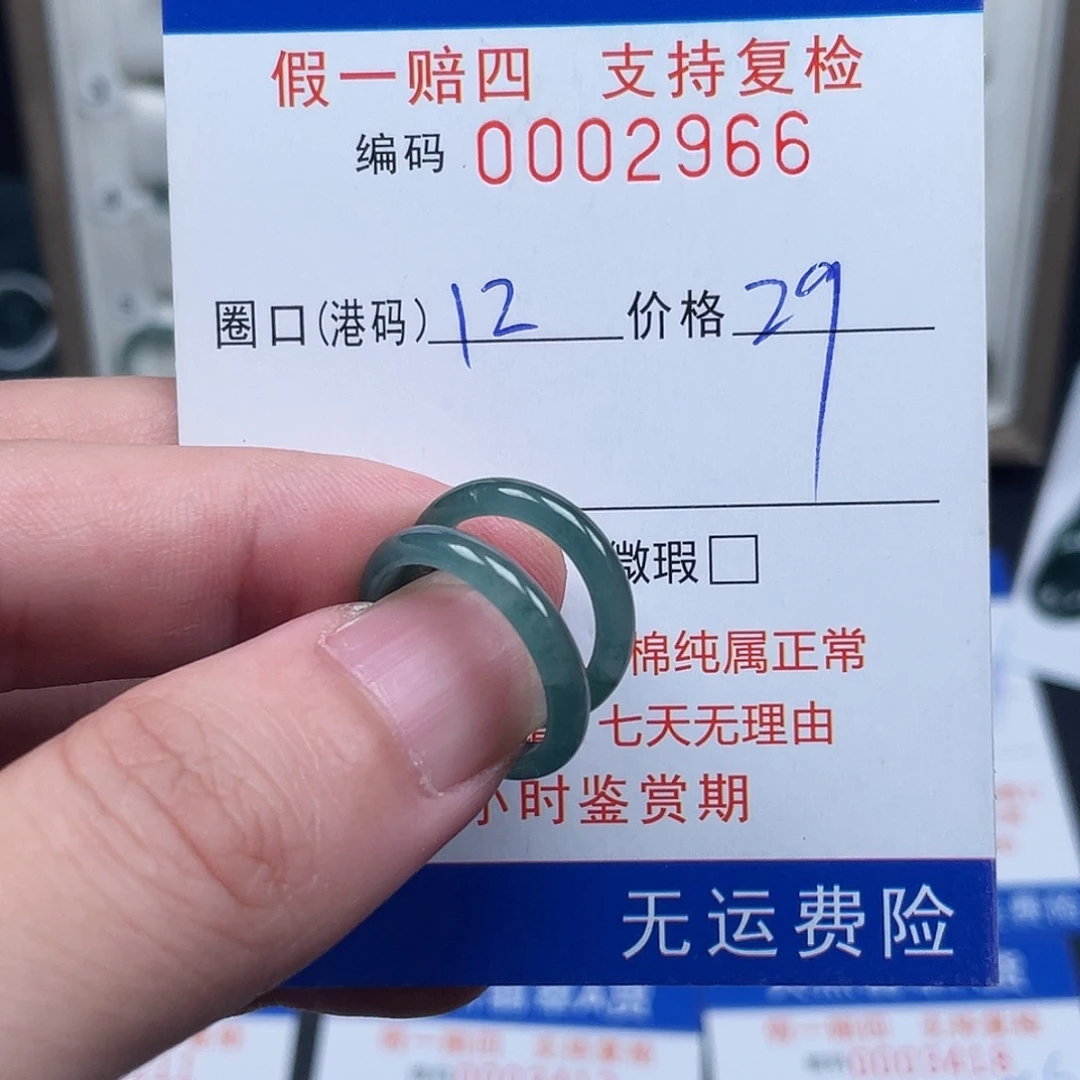 假一赔四 支持复检
编码 0002966
圈口(港码) 12 价格 29
微瑕
棉纯属正常
七天无理由
小时鉴赏期
无运费险